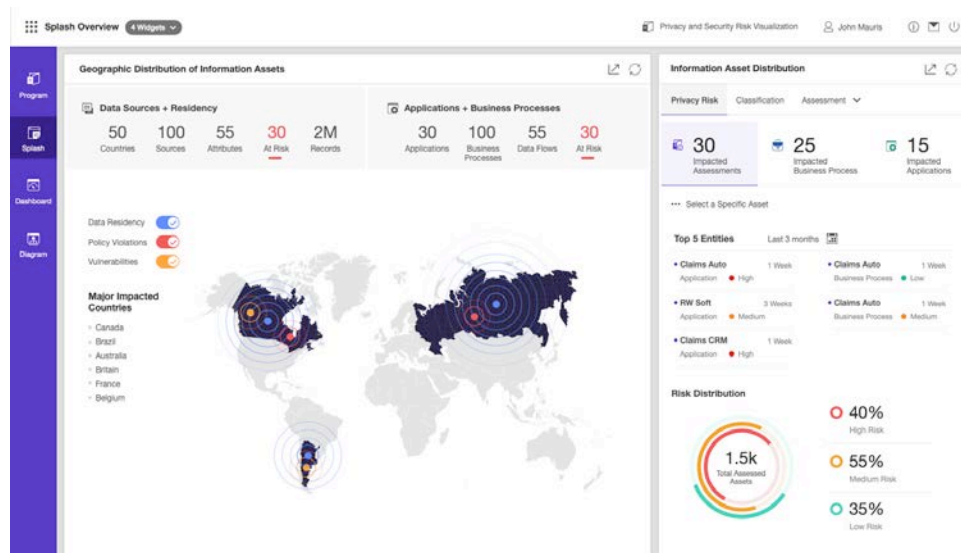 Splash Overview 4 Widgets
Privacy and Security Risk Visualization
John Mauris
Program
Splash
Dashboard
Diagram
Geographic Distribution of Information Assets
Data Sources + Residency
50 100 55 30 2M
Countries Sources Attributes At Risk Records
Applications + Business Processes
30 100 55 30
Applications Business Processes Data Flows At Risk
Data Residency
Policy Violations
Vulnerabilities
Major Impacted
Countries
Canada
Brazil
Australia
Britain
France
Belgium
Information Asset Distribution
Privacy Risk Classification Assessment
30 25 15
Impacted Impacted Impacted
Assessments Business Process Applications
Select a Specific Asset
Top 5 Entities Last 3 months
Claims Auto 1 Week Claims Auto 1 Week
Application High Business Process Low
RW Soft 3 Weeks Claims Auto 1 Week
Application Medium Business Process Medium
Claims CRM 1 Week
Application High
Risk Distribution
1.5k
Total Assessed
Assets
40%
High Risk
55%
Medium Risk
35%
Low Risk